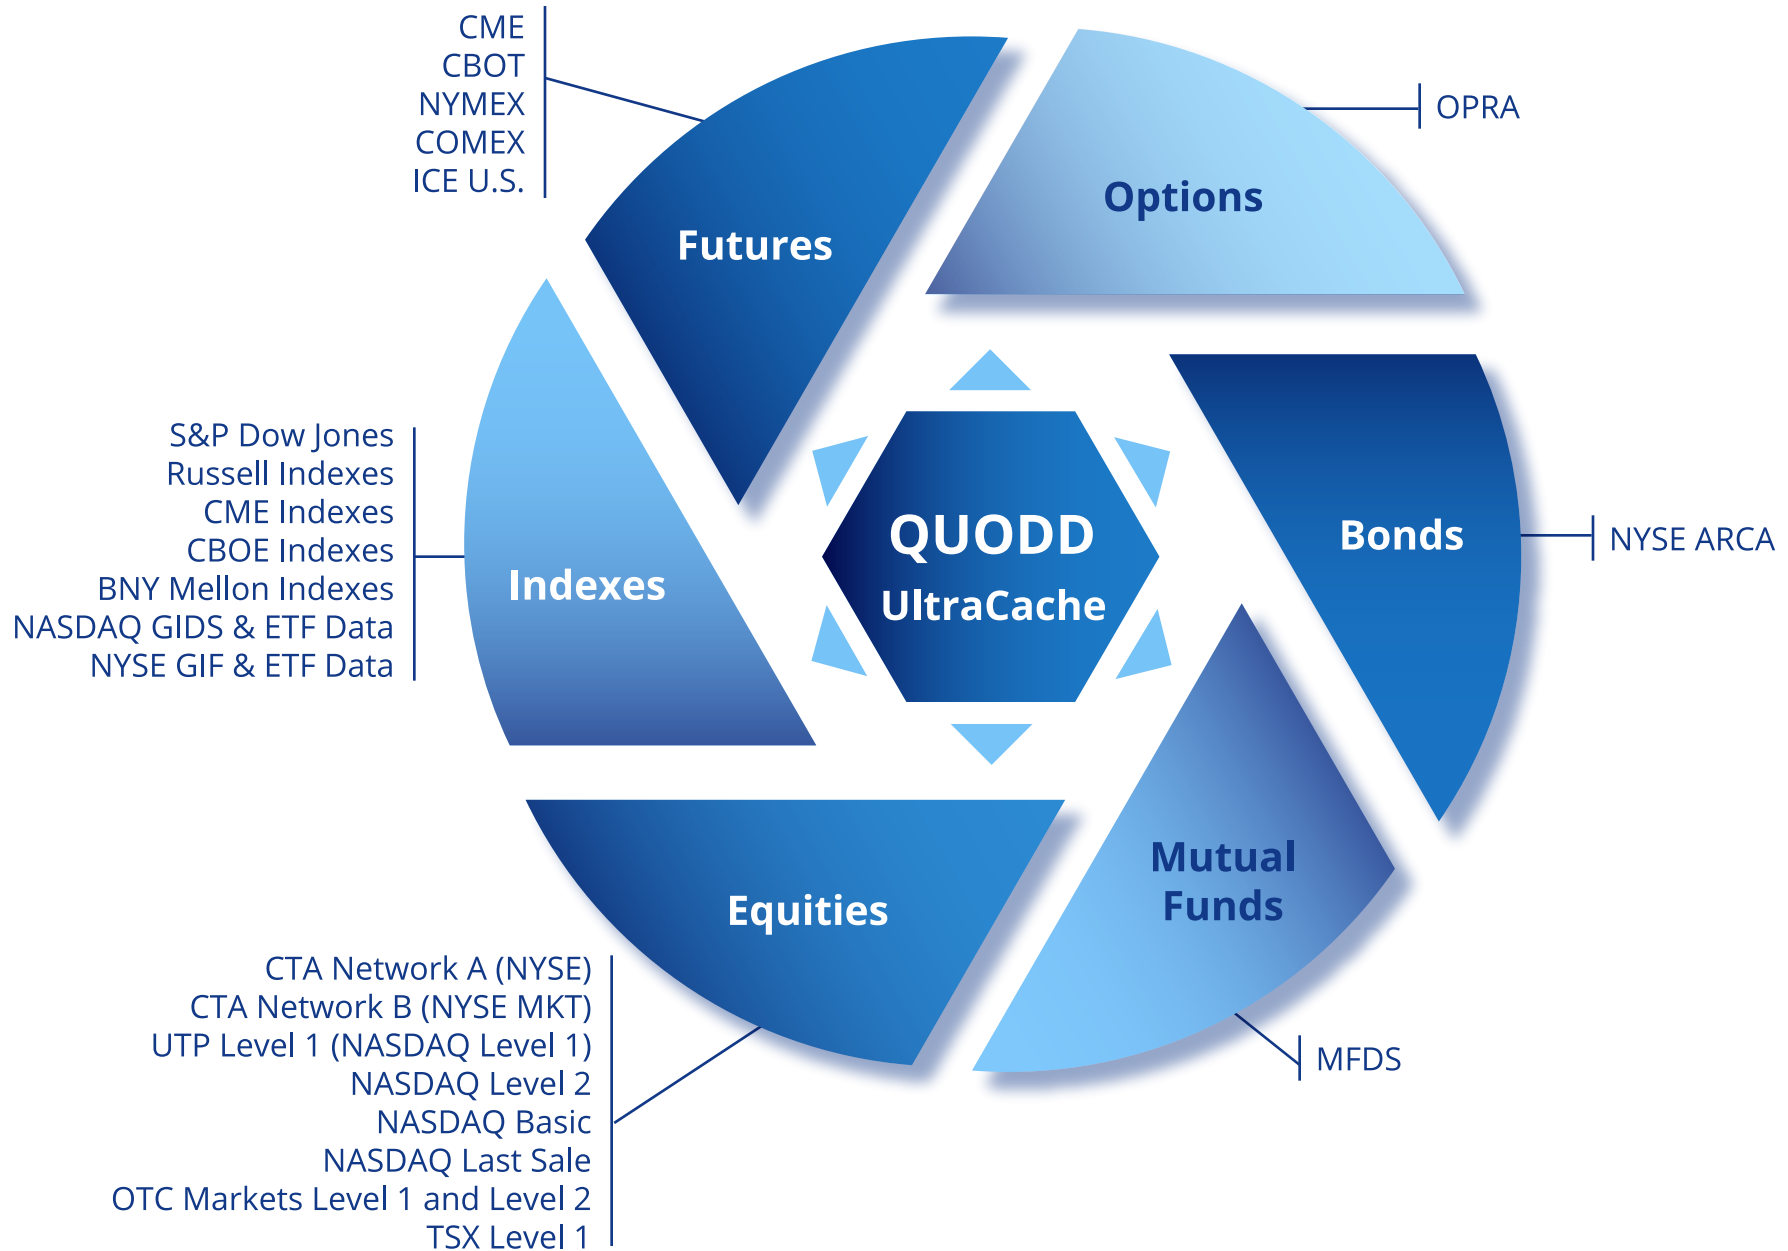 CME
CBOT
NYMEX
COMEX
ICE U.S.
Futures
OPRA
Options
S&P Dow Jones
Russell Indexes
CME Indexes
CBOE Indexes
BNY Mellon Indexes
NASDAQ GIDS & ETF Data
NYSE GIF & ETF Data
Indexes
QUODD
UltraCache
Bonds
NYSE ARCA
Mutual
Funds
MFDS
Equities
CTA Network A (NYSE)
CTA Network B (NYSE MKT)
UTP Level 1 (NASDAQ Level 1)
NASDAQ Level 2
NASDAQ Basic
NASDAQ Last Sale
OTC Markets Level 1 and Level 2
TSX Level 1